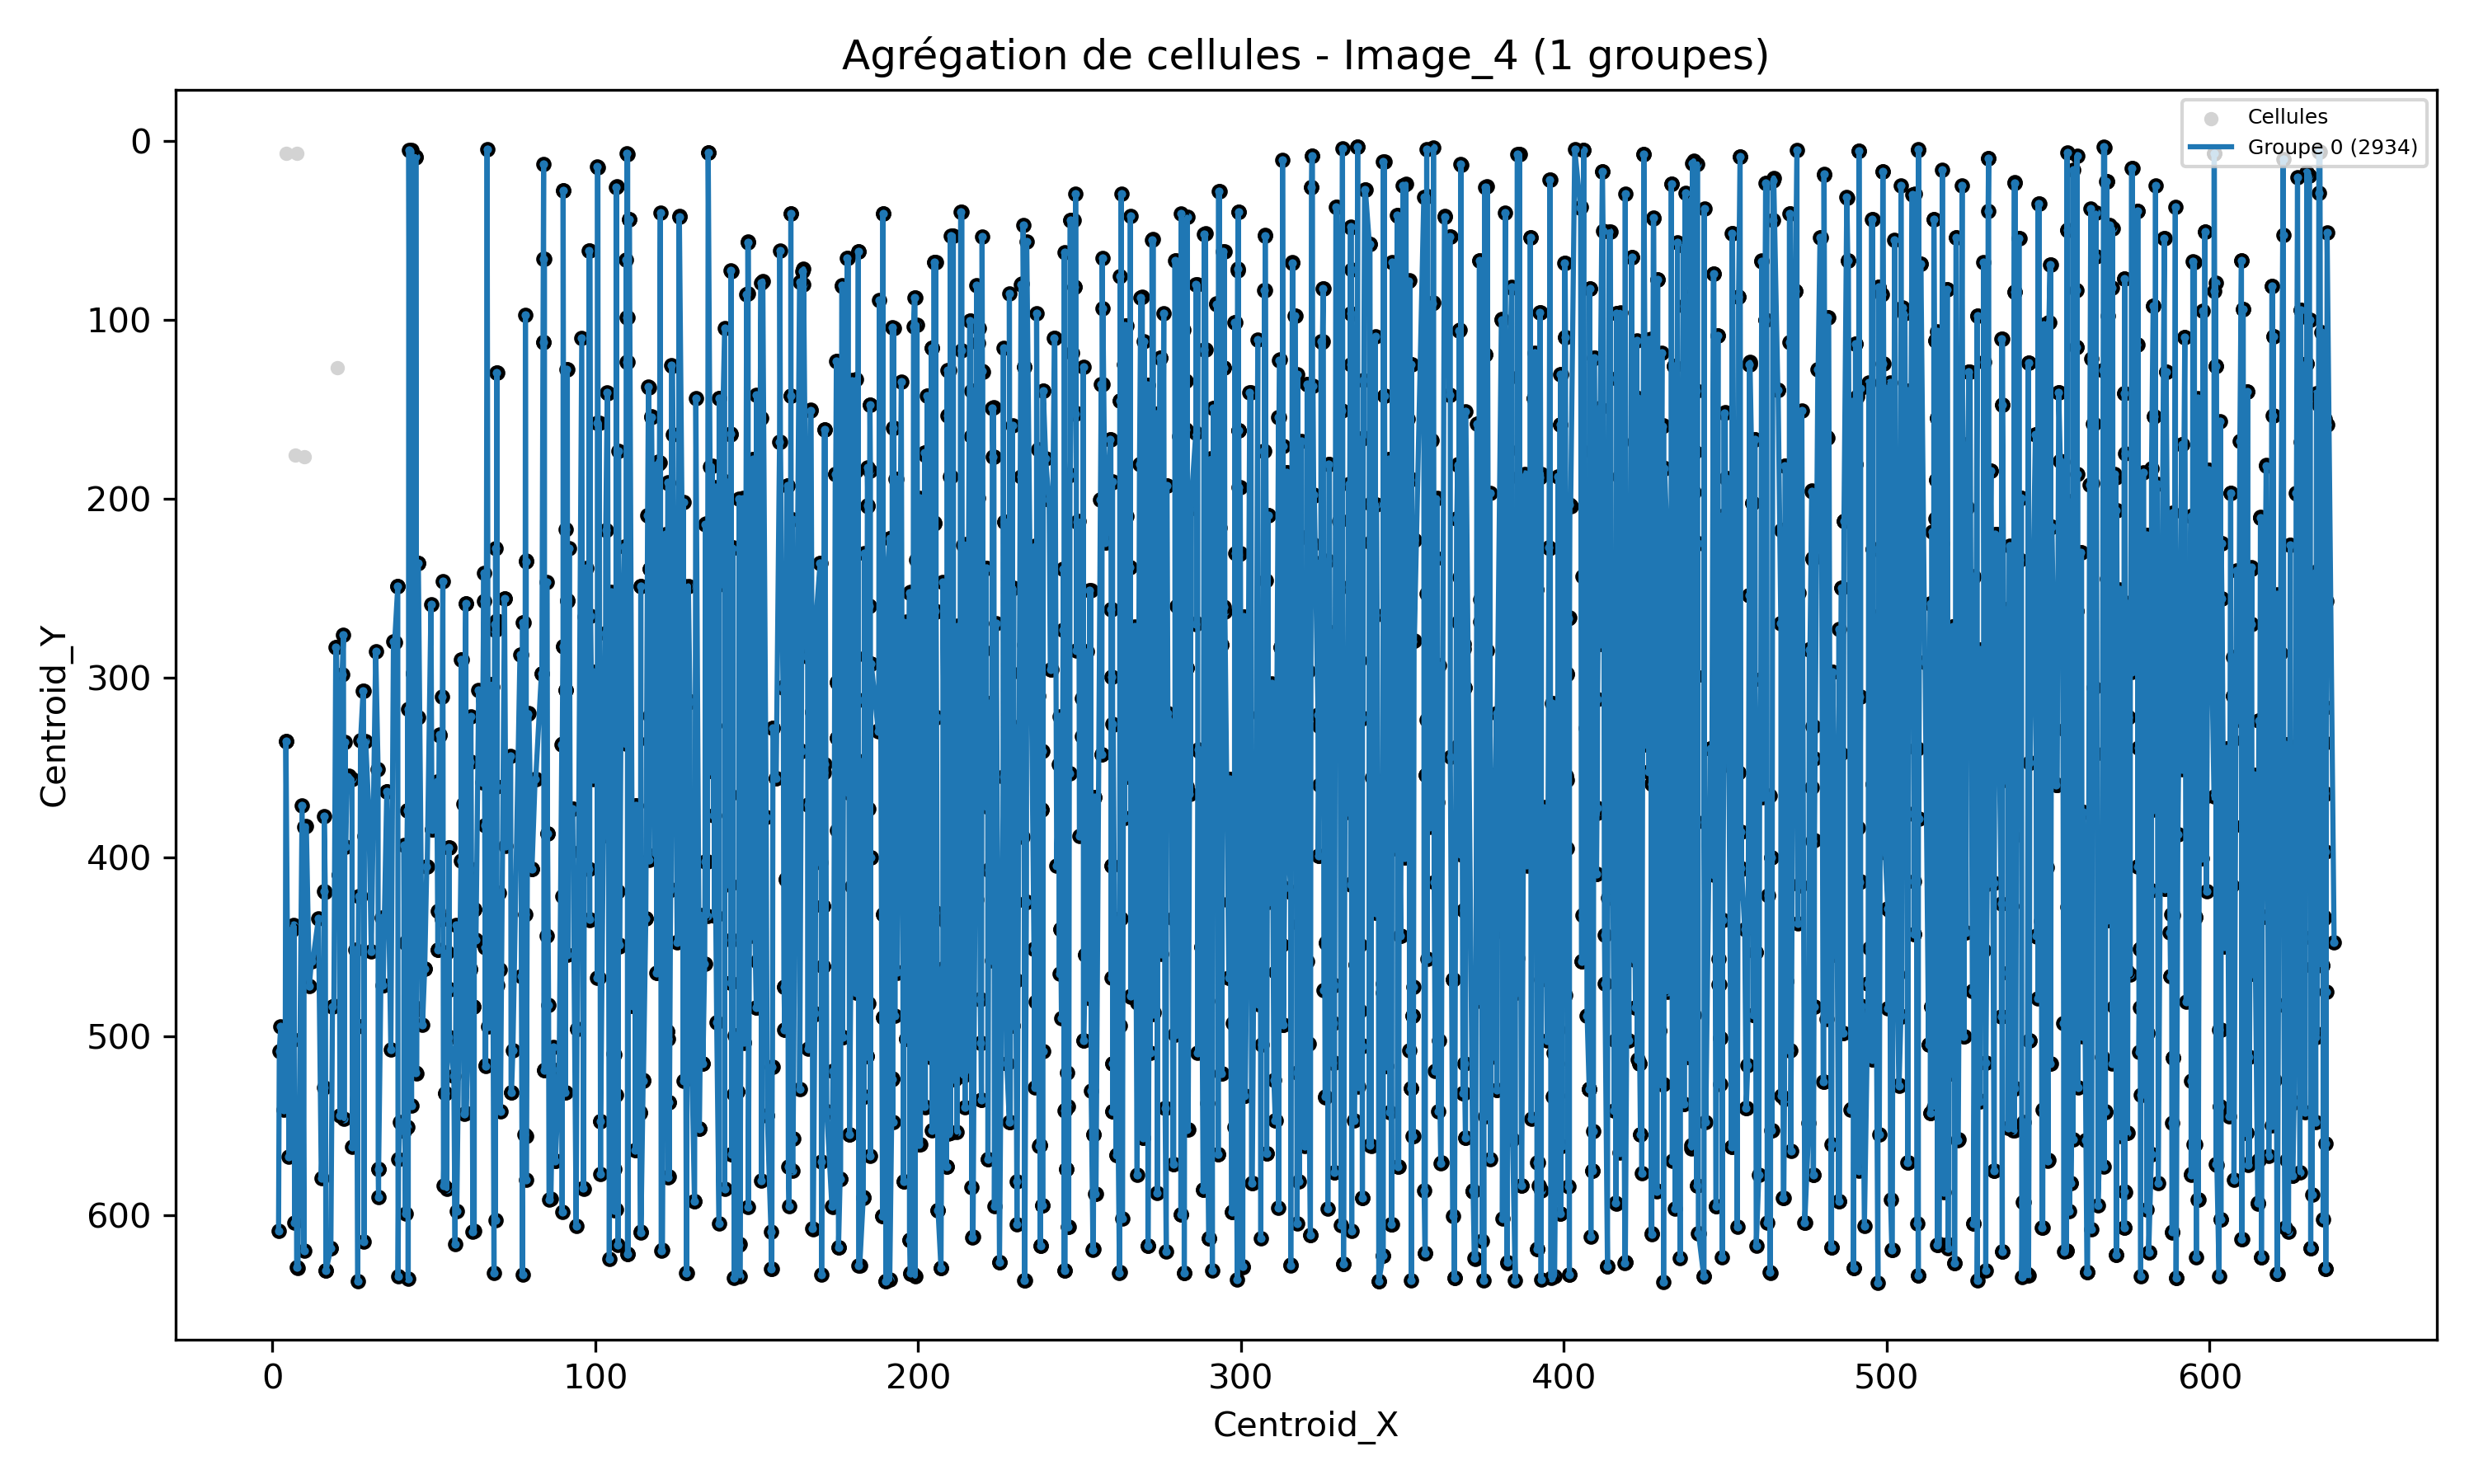 Agrégation de cellules - Image_4 (1 groupes)
Cellules
Groupe 0 (2934)
Centroid_Y
0
100
200
300
400
500
600
0 100 200 300 400 500 600
Centroid_X